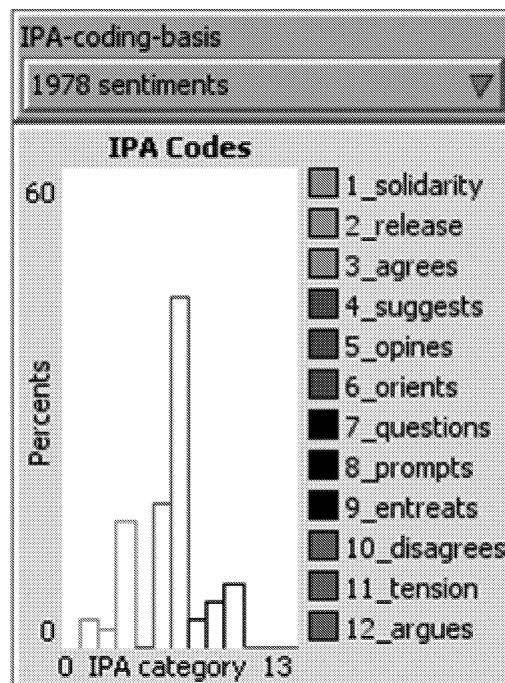 IPA-coding-basis
1978 sentiments
IPA Codes
60
Percents
0
0 IPA category 13
1_solidarity
2_release
3_agrees
4_suggests
5_opines
6_orients
7_questions
8_prompts
9_entreats
10_disagrees
11_tension
12_argues